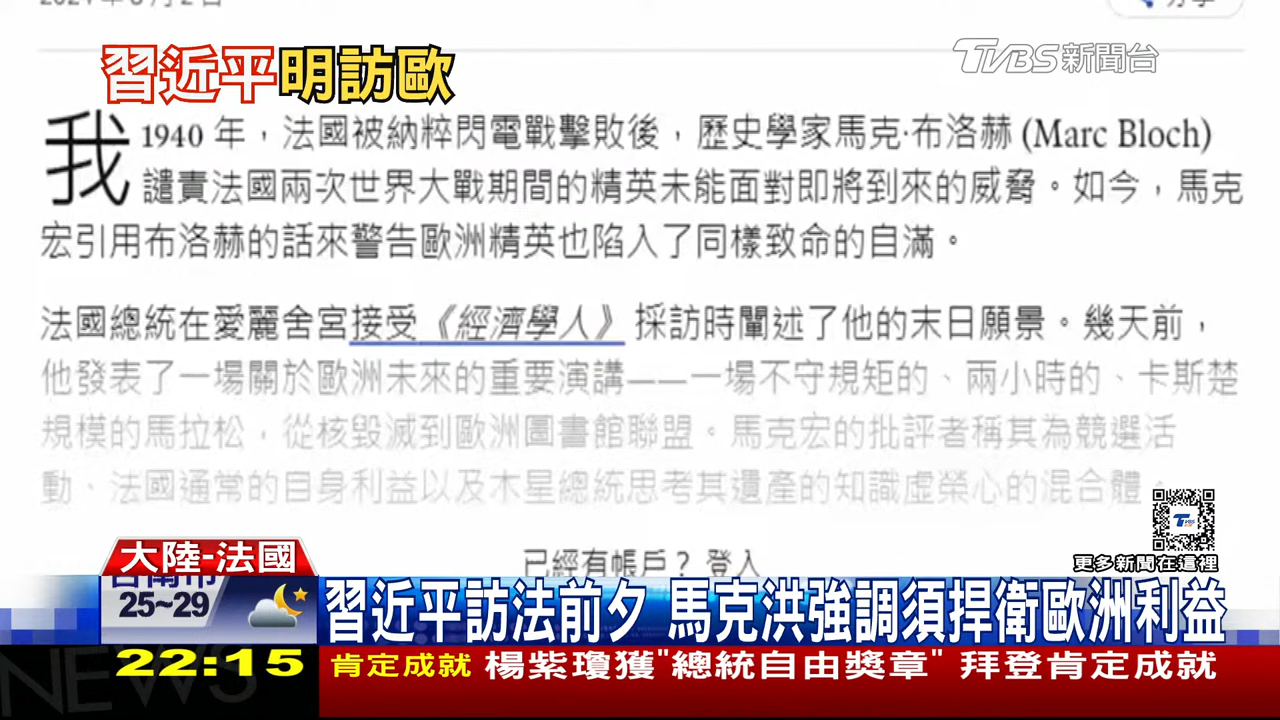 習近平明訪歐
TVBS新聞台
我 1940 年，法國被納粹閃電戰擊敗後，歷史學家馬克·布洛赫 (Marc Bloch)
譴責法國兩次世界大戰期間的精英未能面對即將到來的威脅。如今，馬克
宏引用布洛赫的話來警告歐洲精英也陷入了同樣致命的自滿。
法國總統在愛麗舍宮接受《經濟學人》採訪時闡述了他的末日願景。幾天前，
他發表了一場關於歐洲未來的重要演講——一場不守規矩的、兩小時的、卡斯楚
規模的馬拉松，從核毀滅到歐洲圖書館聯盟。馬克宏的批評者稱其為競選活
動、法國通常的自身利益以及木星總統思考其遺產的知識虛榮心的混合體。
已經有帳戶？登入
更多新聞在這裡
大陸-法國
25~29
習近平訪法前夕 馬克洪強調須捍衛歐洲利益
22:15 肯定成就 楊紫瓊獲"總統自由獎章" 拜登肯定成就
NEWS